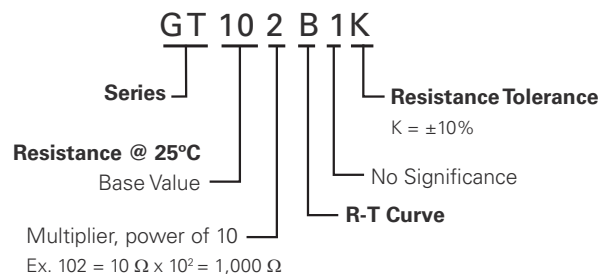 GT 10 2 B 1 K
Series
Resistance Tolerance
K = ±10%
Resistance @ 25ºC
Base Value
No Significance
R-T Curve
Multiplier, power of 10
Ex. 102 = 10 Ω x 10² = 1,000 Ω